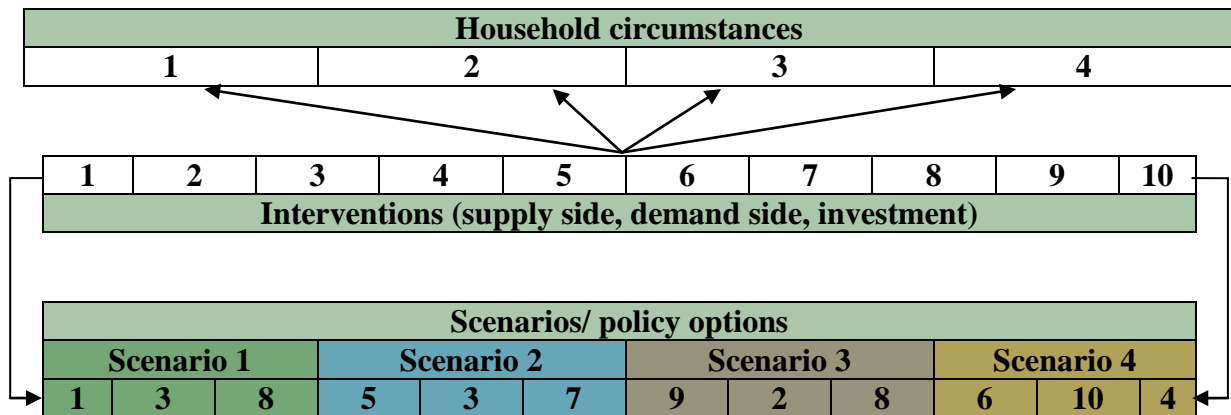 Household circumstances
1 2 3 4
1 2 3 4 5 6 7 8 9 10
Interventions (supply side, demand side, investment)
Scenarios/ policy options
Scenario 1 Scenario 2 Scenario 3 Scenario 4
1 3 8 5 3 7 9 2 8 6 10 4